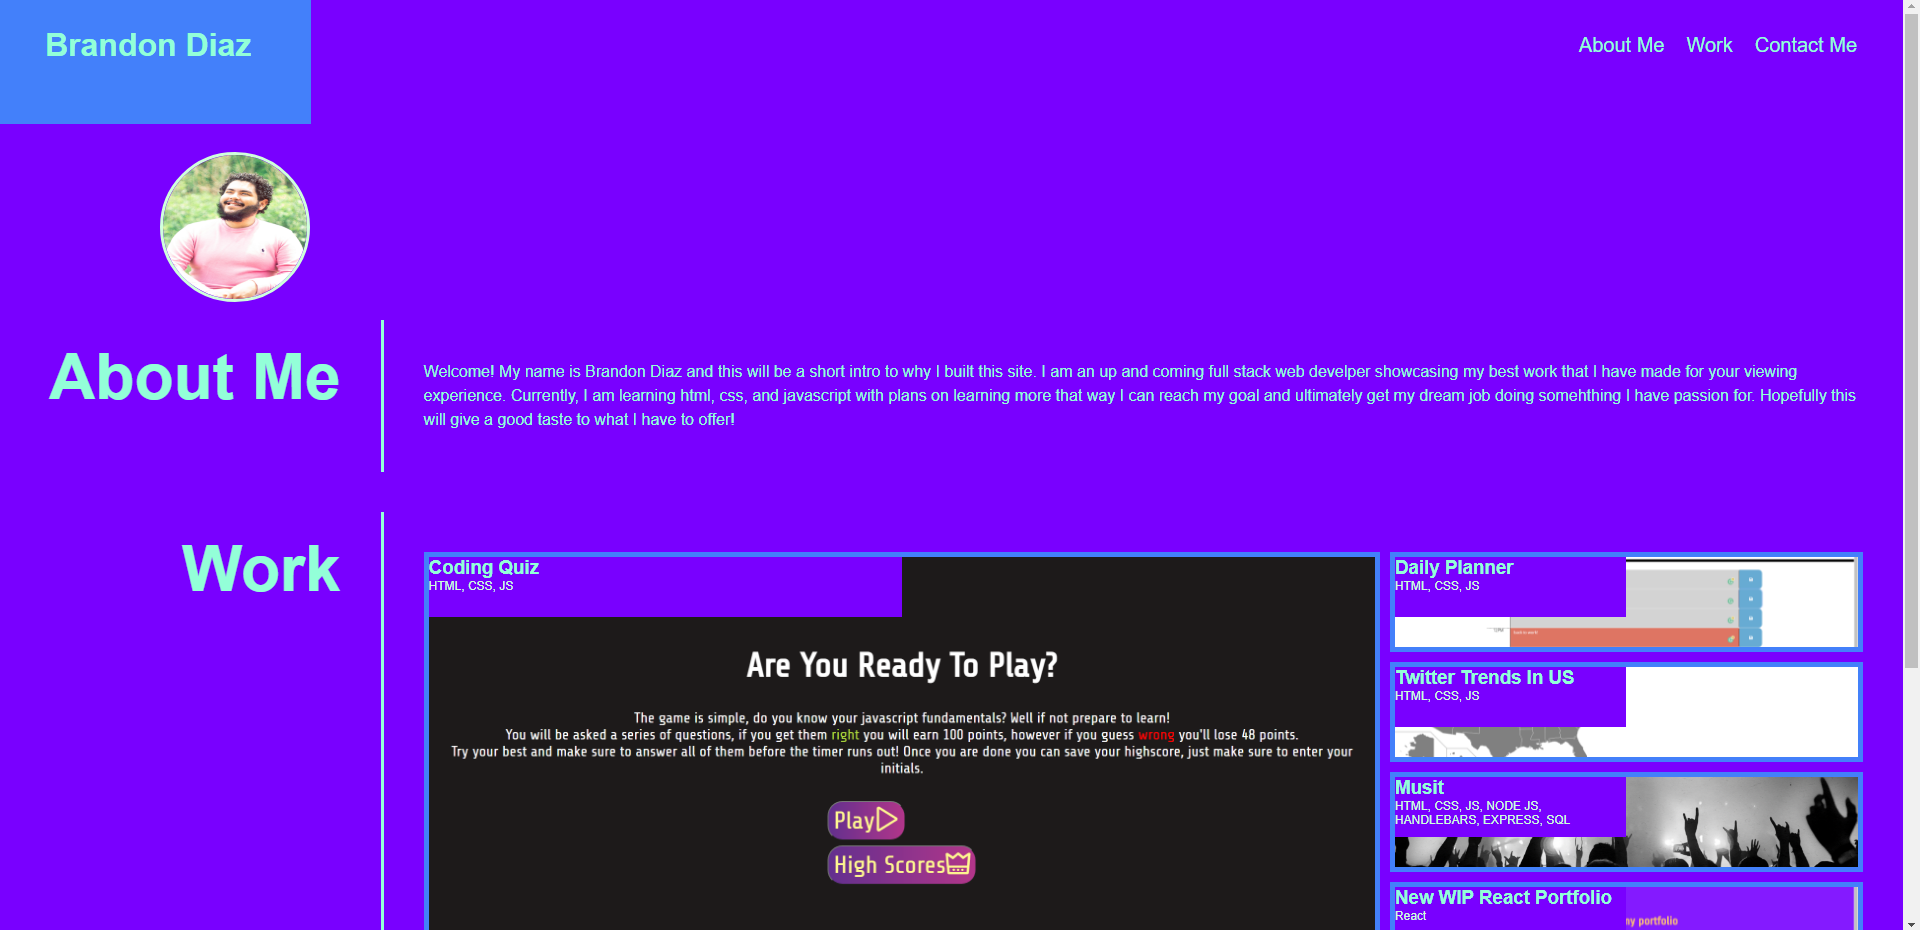 Brandon Diaz
About Me Work Contact Me
About Me
Welcome! My name is Brandon Diaz and this will be a short intro to why I built this site. I am an up and coming full stack web develper showcasing my best work that I have made for your viewing
experience. Currently, I am learning html, css, and javascript with plans on learning more that way I can reach my goal and ultimately get my dream job doing somehthing I have passion for. Hopefully this
will give a good taste to what I have to offer!
Work
Coding Quiz
HTML, CSS, JS
Are You Ready To Play?
The game is simple, do you know your javascript fundamentals? Well if not prepare to learn!
You will be asked a series of questions, if you get them right you will earn 100 points, however if you guess wrong you'll lose 48 points.
Try your best and make sure to answer all of them before the timer runs out! Once you are done you can save your highscore, just make sure to enter your
initials.
Play
High Scores
Daily Planner
HTML, CSS, JS
Twitter Trends In US
HTML, CSS, JS
Musit
HTML, CSS, JS, NODE JS,
HANDLEBARS, EXPRESS, SQL
New WIP React Portfolio
React
my portfolio